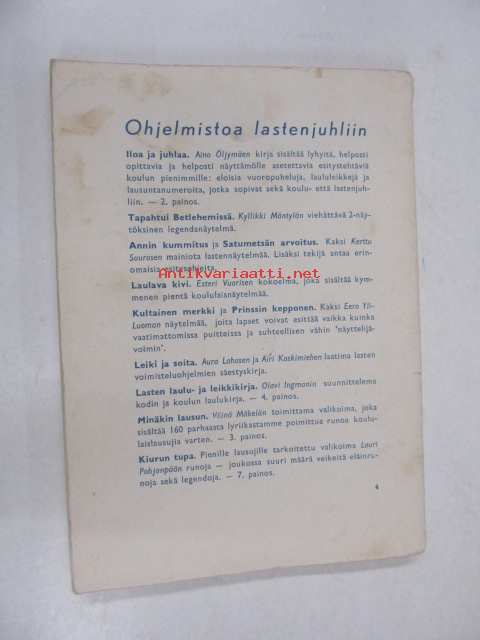 Ohjelmistoa lastenjuhliin
Iloa ja juhlaa. Aino Öljymäen kirja sisältää lyhyitä, helposti
opittavia ja helposti näyttämölle asetettavia esitystehtäviä
koulun pienimmille: eloisia vuoropuheluja, laululeikkejä ja
lausuntanumeroita, jotka sopivat sekä koulu- että lastenjuh-
liin. — 2. painos.
Tapahtui Betlehemissä. Kyllikki Mäntylän viehättävä 2-näy-
töksinen legendanäytelmä.
Annin kummitus ja Satumetsän arvoitus. Kaksi Kerttu
Suurosen mainiota lastennäytelmää. Lisäksi tekijä antaa erin-
omaisia
Antikvariaatti.net
Laulava kivi. Esteri Vuorisen kokoelma, joka sisältää kym-
menen pientä koululaisnäytelmää.
Kultainen merkki ja Prinssin kepponen. Kaksi Eero Yli-
Luoman näytelmää, joita lapset voivat esittää vaikka kuinka
vaatimattomissa puitteissa ja suhteellisen vähin 'näyttelijä-
voimin'.
Leiki ja soita. Aura Lahosen ja Airi Koskimiehen laatima lasten
voimisteluohjelmien säestyskirja.
Lasten laulu- ja leikkikirja. Olavi Ingmanin suunnittelema
kodin ja koulun laulukirja. — 4. painos.
Minäkin lausun. Väinö Mäkelän toimittama valikoima, joka
sisältää 160 parhaasta lyriikastamme poimittua runoa koulu-
laislausujia varten. — 3. painos.
Kiurun tupa. Pienille lausujille tarkoitettu valikoima Lauri
Pohjanpään runoja — joukossa suuri määrä veikeitä eläinru-
noja sekä legendoja. — 7. painos.
4